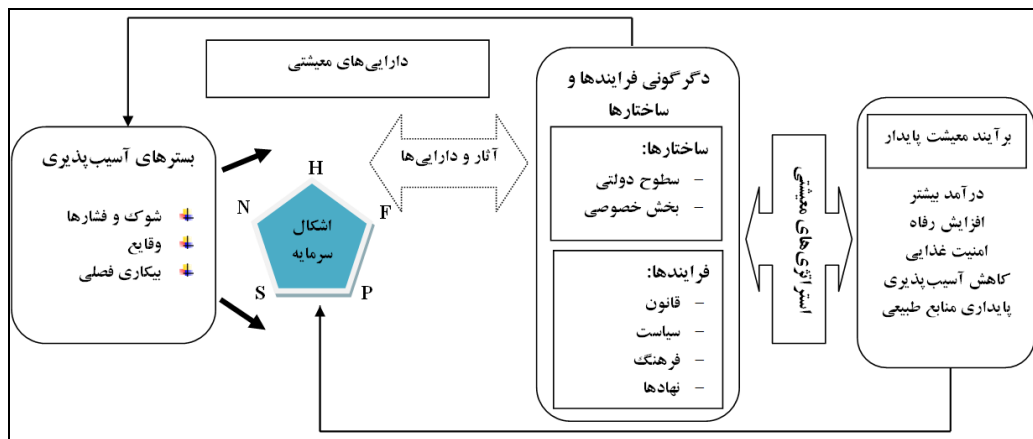 دارایی‌های معیشتی
دگرگونی فرایندها و
ساختارها
ساختارها:
– سطوح دولتی
– بخش خصوصی
فرایندها:
– قانون
– سیاست
– فرهنگ
– نهادها
برآیند معیشت پایدار
درآمد بیشتر
افزایش رفاه
امنیت غذایی
کاهش آسیب‌پذیری
پایداری منابع طبیعی
استراتژی‌های معیشتی
آثار و دارایی‌ها
H
N
F
اشکال
سرمایه
S
P
بسترهای آسیب‌پذیری
شوک و فشارها
وقایع
بیکاری فصلی